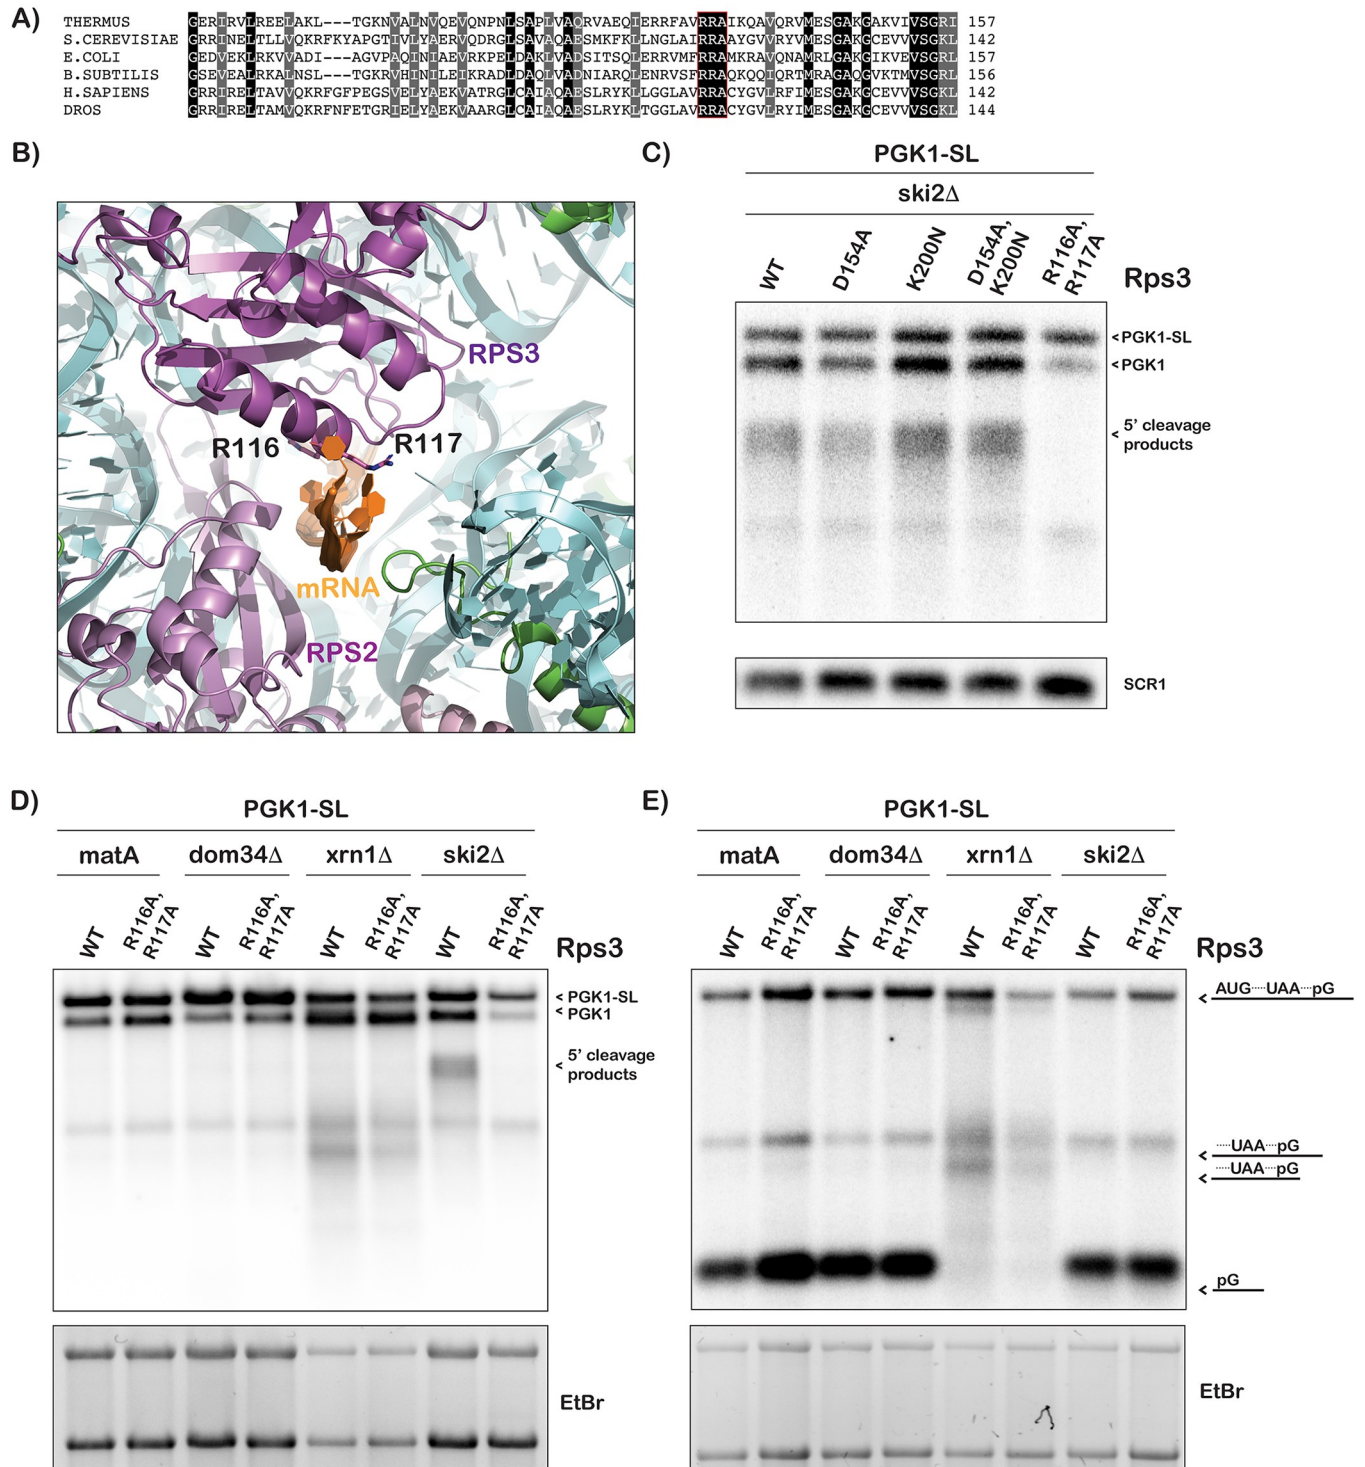 A)
THERMUS GERIRVLREELAKL---TGKNVALNVQEVQNPNLSAPLVAQRVAEQIERRFAVRRAIKQAVQRVMESGAKGAKVIVSGRI 157
S.CEREVISIAE GRRINELTLLVQKRFKYAPGTIVLYAERVQDRGLSAVAQAESMKFKLLNGLAIRRAAYGVVRYVMESGAKGCEVVVSGKL 142
E.COLI GEDVEKLRKVVADI---AGVPAQINIAEVRKPELDAKLVADSITSQLERRVMFRRAMKRAVQNAMRLGAKGIKVEVSGRL 157
B.SUBTILIS GSEVEALRKALNSL---TGKRVHINILEIKRADLDAQLVADNIARQLENRVSFRRAQKQQIQRTMRAGAQGVKTMVSGRL 156
H.SAPIENS GRRIRELTAVVQKRFGFPEGSVELYAEKVATRGLCAIAQAESLRYKLLGGLAVRRACYGVLRFIMESGAKGCEVVVSGKL 142
DROS GRRIRELTAMVQKRFNFETGRIELYAEKVAARGLCAIAQAESLRYKLTGGLAVRRACYGVLRYIMESGAKGCEVVVSGKL 144
B)
RPS3
R116
R117
mRNA
RPS2
C)
PGK1-SL
ski2Δ
WT
D154A
K200N
D154A,
K200N
R116A,
R117A
Rps3
<PGK1-SL
<PGK1
< 5' cleavage
products
SCR1
D)
PGK1-SL
matA
dom34Δ
xrn1Δ
ski2Δ
WT
R116A,
R117A
WT
R116A,
R117A
WT
R116A,
R117A
WT
R116A,
R117A
Rps3
< PGK1-SL
< PGK1
< 5' cleavage
products
EtBr
E)
PGK1-SL
matA
dom34Δ
xrn1Δ
ski2Δ
WT
R116A,
R117A
WT
R116A,
R117A
WT
R116A,
R117A
WT
R116A,
R117A
Rps3
< AUG·····UAA····pG
< ·····UAA···pG
< ·····UAA···pG
< pG
EtBr